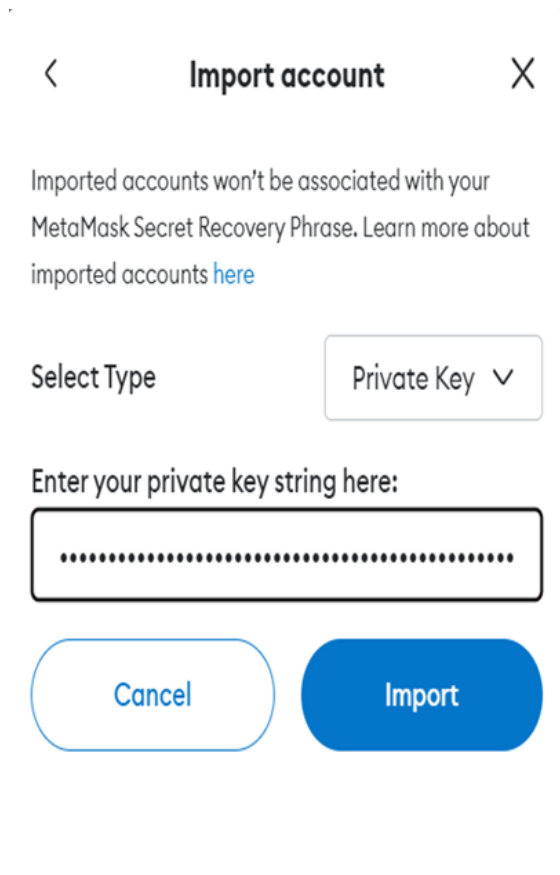 Import account
Imported accounts won't be associated with your
MetaMask Secret Recovery Phrase. Learn more about
imported accounts here
Select Type
Private Key
Enter your private key string here:
••••••••••••••••••••••••••••••••••••••••••••••
Cancel
Import